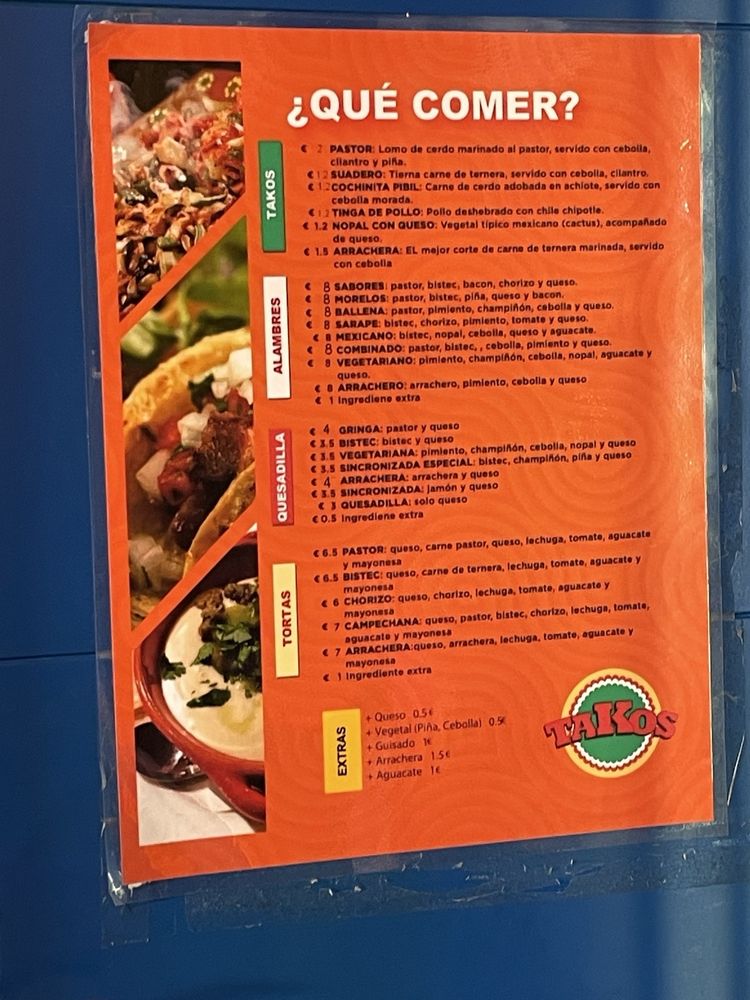 ¿QUÉ COMER?
TAKOS
€ 2 PASTOR: Lomo de cerdo marinado al pastor, servido con cebolla,
cilantro y piña.
€ 1.2 SUADERO: Tierna carne de ternera, servido con cebolla, cilantro.
€ 1.2 COCHINITA PIBIL: Carne de cerdo adobada en achiote, servido con
cebolla morada.
€ 1.2 TINGA DE POLLO: Pollo deshebrado con chile chipotle.
€ 1.2 NOPAL CON QUESO: Vegetal típico mexicano (cactus), acompañado
de queso.
€ 1.5 ARRACHERA: EL mejor corte de carne de ternera marinada, servido
con cebolla
ALAMBRES
€ 8 SABORES: pastor, bistec, bacon, chorizo y queso.
€ 8 MORELOS: pastor, bistec, piña, queso y bacon.
€ 8 BALLENA: pastor, pimiento, champiñón, cebolla y queso.
€ 8 SARAPE: bistec, chorizo, pimiento, tomate y queso.
€ 8 MEXICANO: bistec, nopal, cebolla, queso y aguacate.
€ 8 COMBINADO: pastor, bistec, , cebolla, pimiento y queso.
€ 8 VEGETARIANO: pimiento, champiñón, cebolla, nopal, aguacate y
queso.
€ 8 ARRACHERO: arrachero, pimiento, cebolla y queso
€ 1 Ingrediene extra
QUESADILLA
€ 4 GRINGA: pastor y queso
€ 3.5 BISTEC: bistec y queso
€ 3.5 VEGETARIANA: pimiento, champiñón, cebolla, nopal y queso
€ 3.5 SINCRONIZADA ESPECIAL: bistec, champiñón, piña y queso
€ 4 ARRACHERA: arrachera y queso
€ 3.5 SINCRONIZADA: jamón y queso
€ 3 QUESADILLA: solo queso
€ 0.5 Ingrediene extra
TORTAS
€ 6.5 PASTOR: queso, carne pastor, queso, lechuga, tomate, aguacate
y mayonesa
€ 6.5 BISTEC: queso, carne de ternera, lechuga, tomate, aguacate y
mayonesa
€ 6 CHORIZO: queso, chorizo, lechuga, tomate, aguacate y
mayonesa
€ 7 CAMPECHANA: queso, pastor, bistec, chorizo, lechuga, tomate,
aguacate y mayonesa
€ 7 ARRACHERA:queso, arrachera, lechuga, tomate, aguacate y
mayonesa
€ 1 Ingrediente extra
EXTRAS
+ Queso 0.5€
+ Vegetal (Piña, Cebolla) 0.5€
+ Guisado 1€
+ Arrachera 1.5€
+ Aguacate 1€
TAKOS